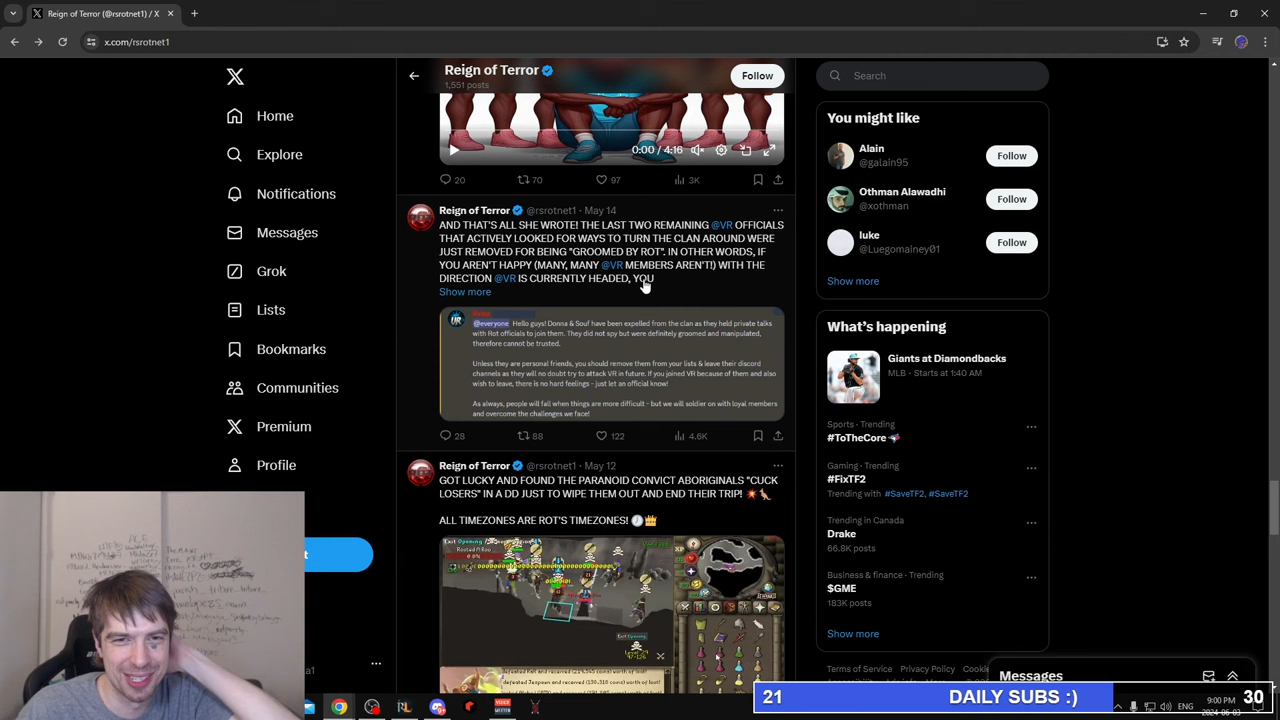 Reign of Terror (@rsrotnet1) / X
x.com/rsrotnet1
Reign of Terror
1,551 posts
Follow
Search
Home
Explore
Notifications
Messages
Grok
Lists
Bookmarks
Communities
Premium
Profile
0:00 / 4:16
20 70 97 3K
Reign of Terror @rsrotnet1 · May 14
AND THAT'S ALL SHE WROTE! THE LAST TWO REMAINING @VR OFFICIALS
THAT ACTIVELY LOOKED FOR WAYS TO TURN THE CLAN AROUND WERE
JUST REMOVED FOR BEING "GROOMED BY ROT". IN OTHER WORDS, IF
YOU AREN'T HAPPY (MANY, MANY @VR MEMBERS AREN'T!) WITH THE
DIRECTION @VR IS CURRENTLY HEADED, YOU
Show more
@everyone Hello guys! Donna & Souf have been expelled from the clan as they held private talks
with Rot officials to join them. They did not spy but were definitely groomed and manipulated,
therefore cannot be trusted.
Unless they are personal friends, you should remove them from your lists & leave their discord
channels as they will no doubt try to attack VR in future. If you joined VR because of them and also
wish to leave, there is no hard feelings - just let an official know!
As always, people will fall when things are more difficult - but we will soldier on with loyal members
and overcome the challenges we face!
28 88 122 4.6K
Reign of Terror @rsrotnet1 · May 12
GOT LUCKY AND FOUND THE PARANOID CONVICT ABORIGINALS "CUCK
LOSERS" IN A DD JUST TO WIPE THEM OUT AND END THEIR TRIP! 💥🦘
ALL TIMEZONES ARE ROT'S TIMEZONES! 🕖👑
You might like
Alain
@galain95
Follow
Othman Alawadhi
@xothman
Follow
luke
@Luegomainey01
Follow
Show more
What's happening
Giants at Diamondbacks
MLB · Starts at 1:40 AM
Sports · Trending
#ToTheCore
Gaming · Trending
#FixTF2
Trending with #SaveTF2, #SaveTF2
Trending in Canada
Drake
66.8K posts
Business & finance · Trending
$GME
183K posts
Show more
Terms of Service Privacy Policy
Messages
21 DAILY SUBS :) 30
ENG
9:00 PM